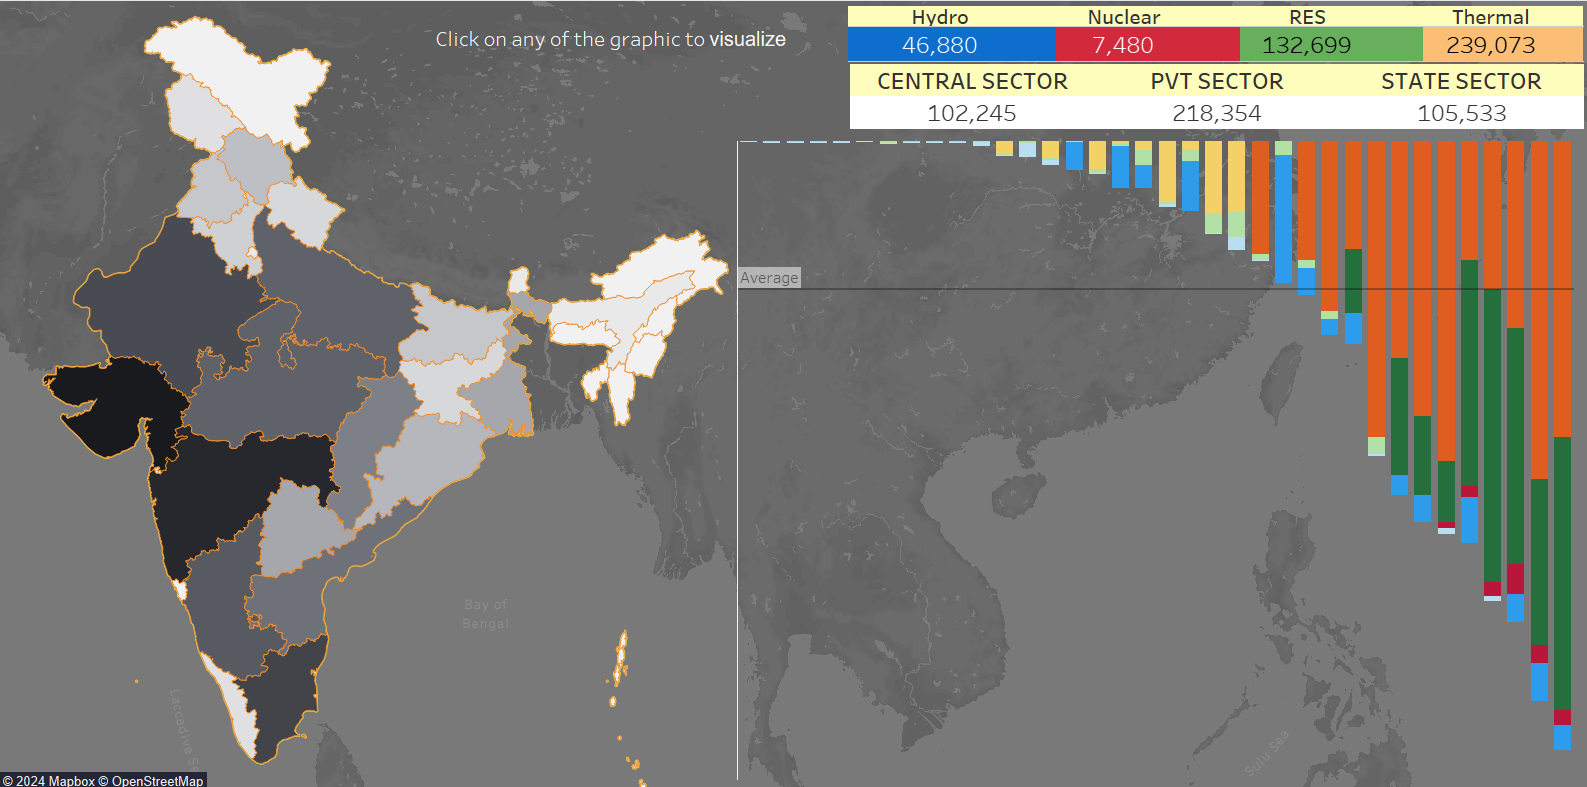 Click on any of the graphic to visualize
Hydro Nuclear RES Thermal
46,880 7,480 132,699 239,073
CENTRAL SECTOR PVT SECTOR STATE SECTOR
102,245 218,354 105,533
Average
Bay of
Bengal
Laccadive Se
Sulu Sea
© 2024 Mapbox © OpenStreetMap